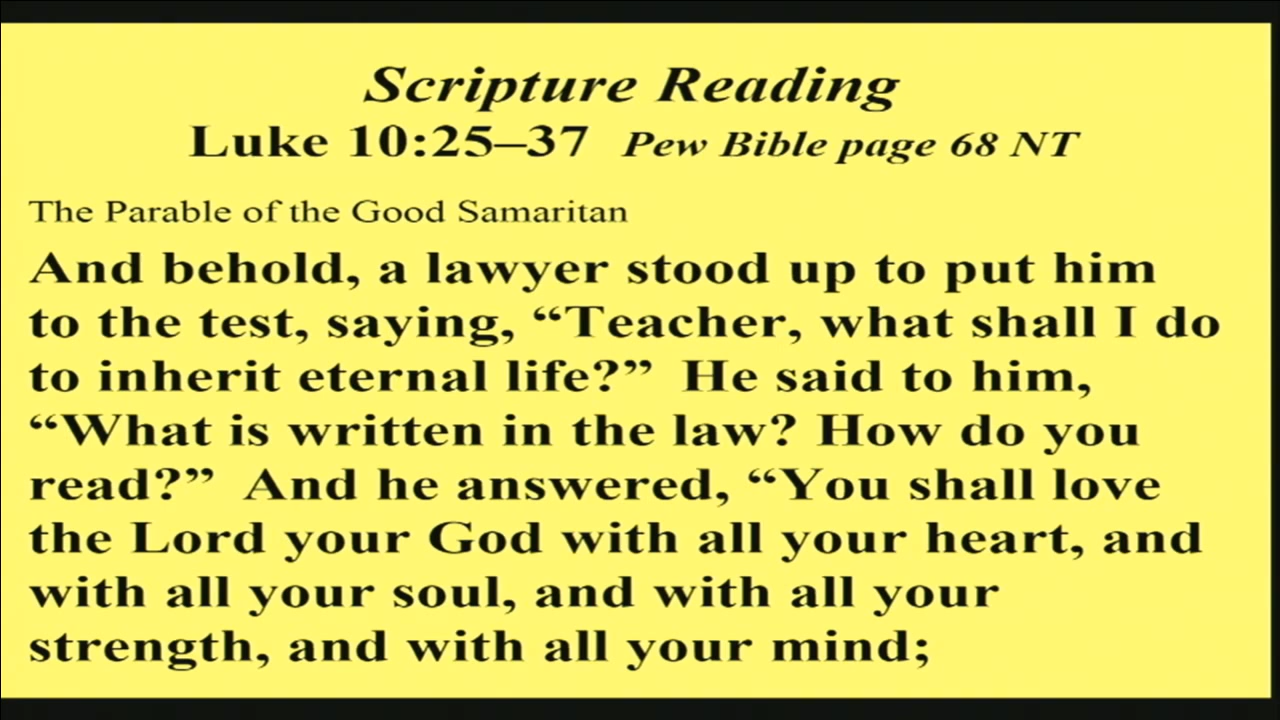 Scripture Reading
Luke 10:25–37 Pew Bible page 68 NT
The Parable of the Good Samaritan
And behold, a lawyer stood up to put him
to the test, saying, “Teacher, what shall I do
to inherit eternal life?” He said to him,
“What is written in the law? How do you
read?” And he answered, “You shall love
the Lord your God with all your heart, and
with all your soul, and with all your
strength, and with all your mind;